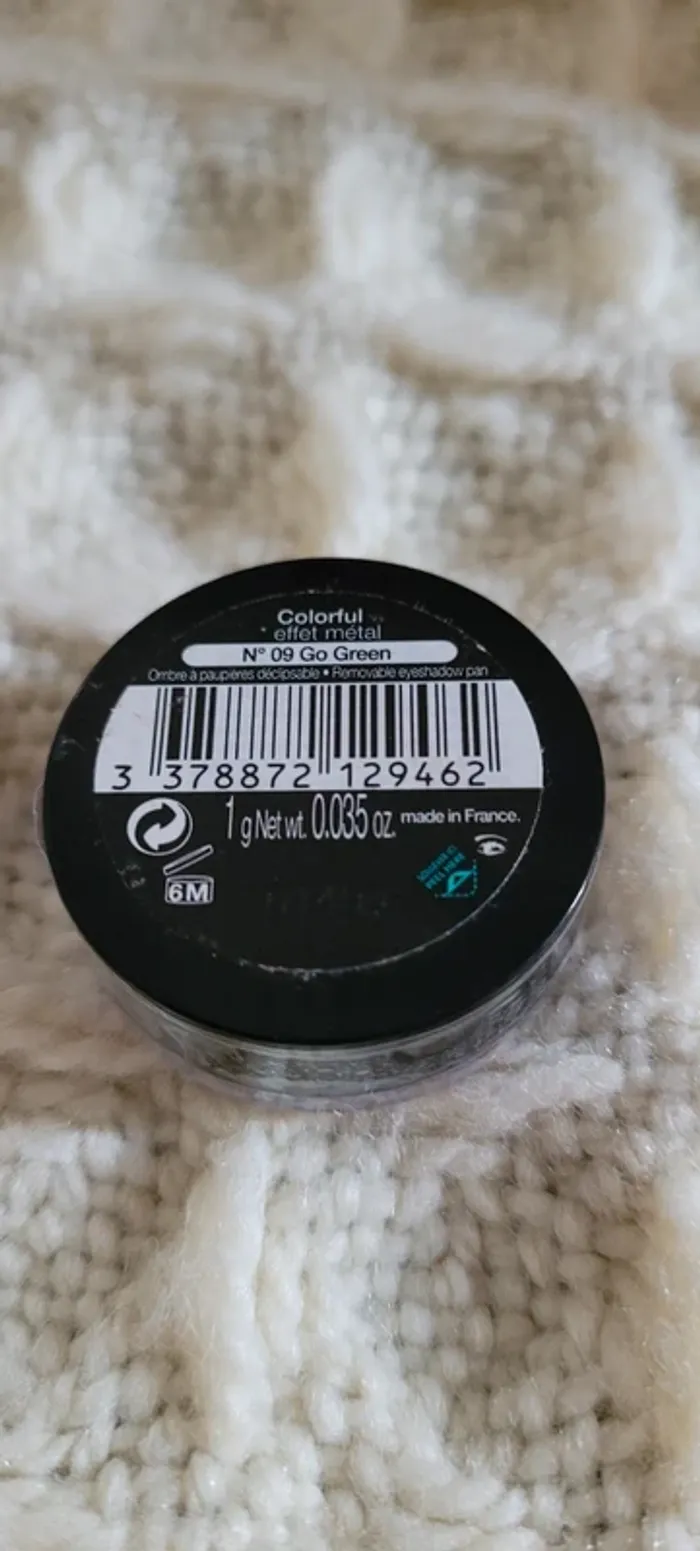 Colorful
effet métal
N° 09 Go Green
Ombre à paupières déclipsable • Removable eyeshadow pan
3 378872 129462
1 g Net wt. 0.035 oz. made in France.
6M